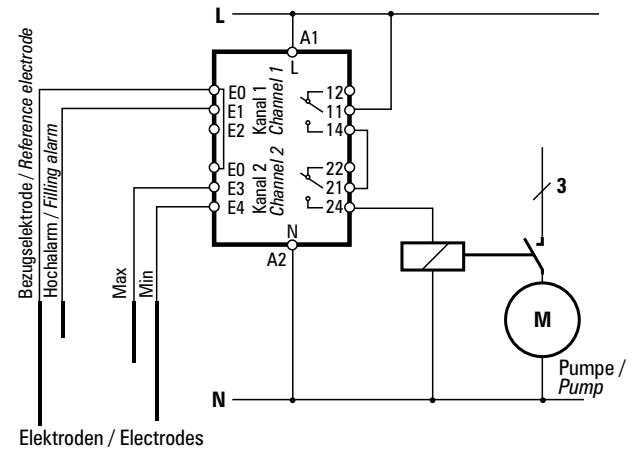 L
A1
L
E0
E1
E2
Kanal 1
Channel 1
12
11
14
E0
E3
E4
Kanal 2
Channel 2
22
21
24
N
A2
Bezugselektrode / Reference electrode
Hochalarm / Filling alarm
Max
Min
3
M
Pumpe /
Pump
N
Elektroden / Electrodes